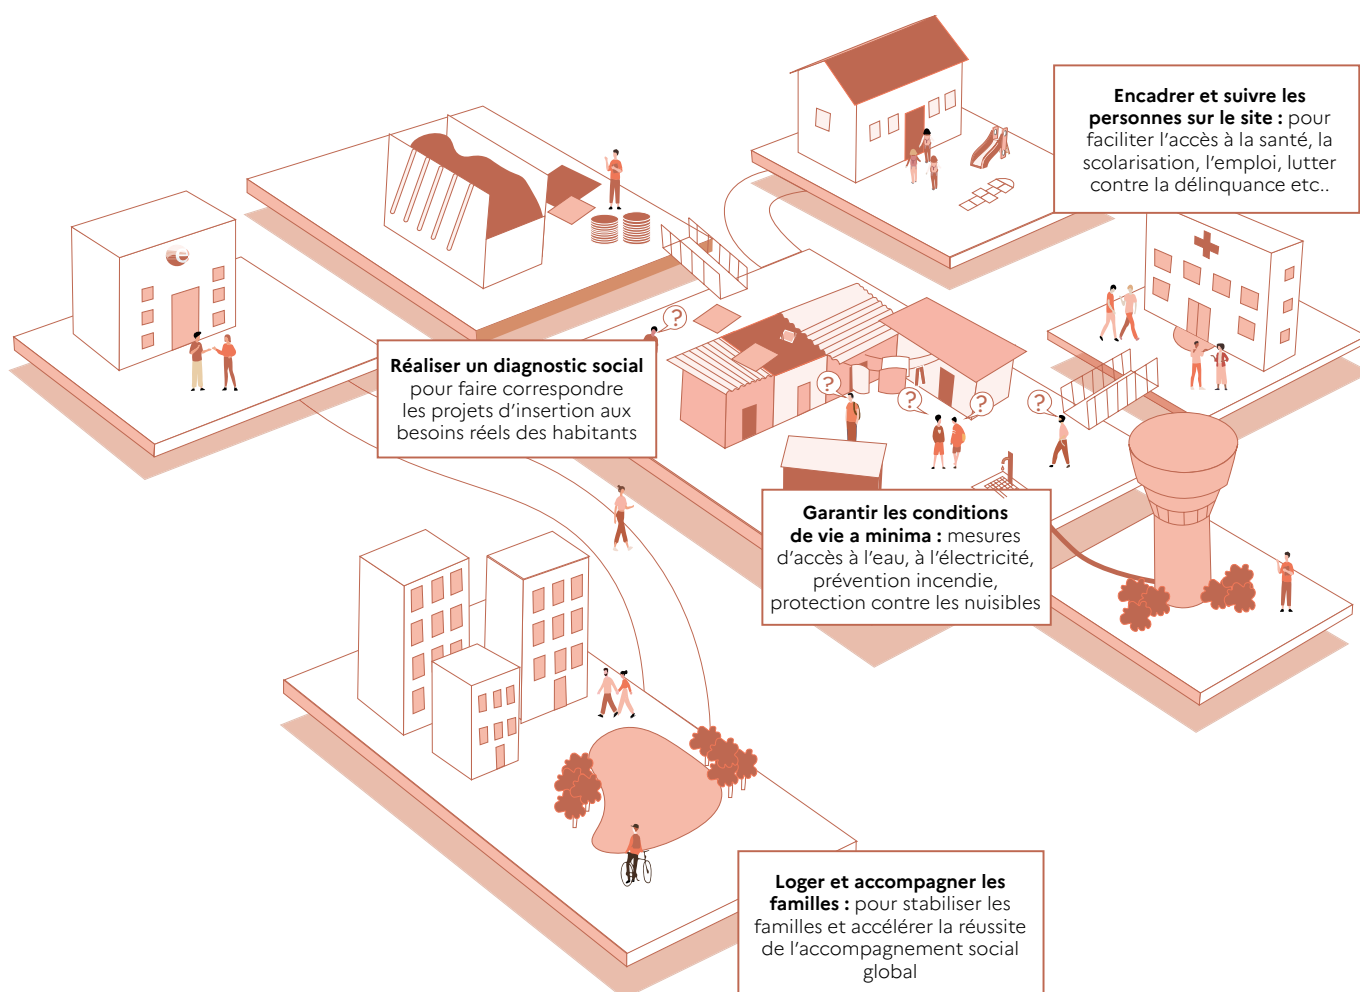 Encadrer et suivre les
personnes sur le site : pour
faciliter l'accès à la santé, la
scolarisation, l'emploi, lutter
contre la délinquance etc..
?
Réaliser un diagnostic social
pour faire correspondre
les projets d'insertion aux
besoins réels des habitants
?
?
?
?
Garantir les conditions
de vie a minima : mesures
d'accès à l'eau, à l'électricité,
prévention incendie,
protection contre les nuisibles
Loger et accompagner les
familles : pour stabiliser les
familles et accélérer la réussite
de l'accompagnement social
global